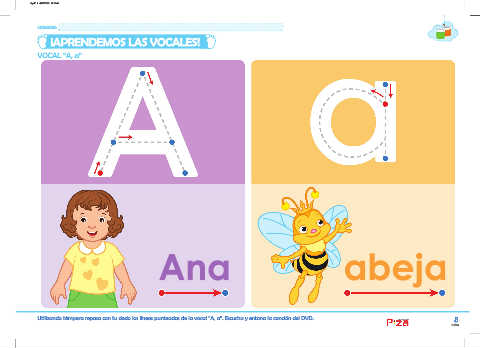 ¡APRENDEMOS LAS VOCALES!
VOCAL "A, a"
A
a
Ana
abeja
Utilizando témpera repasa con tu dedo las líneas punteadas de la vocal "A, a". Escucha y entona la canción del DVD.
8